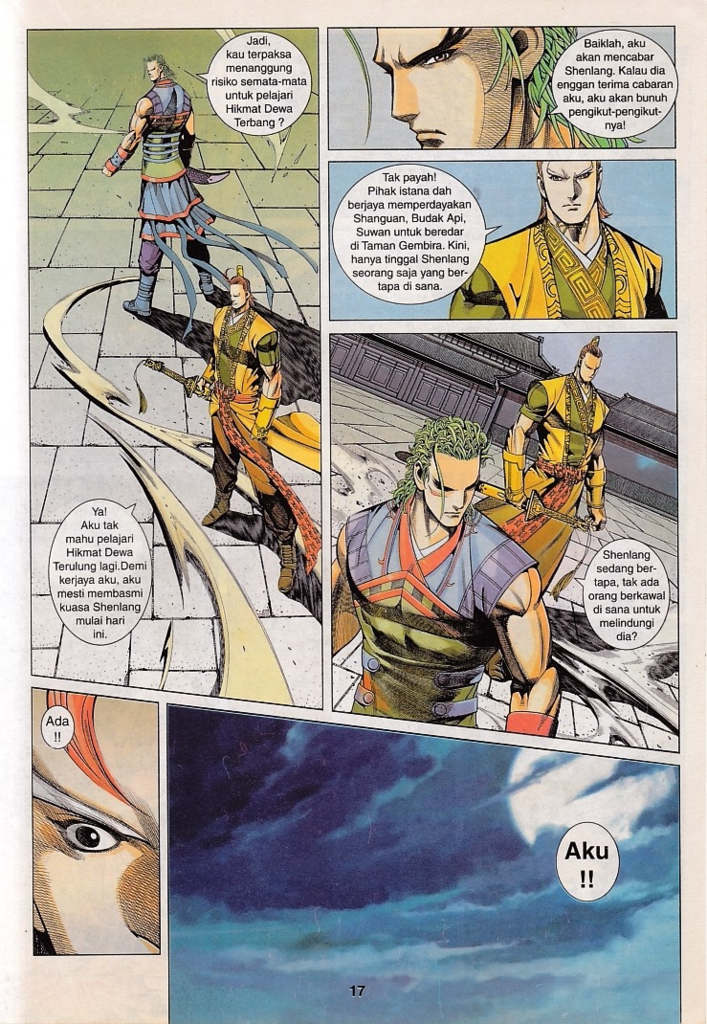 Jadi,
kau terpaksa
menanggung
risiko semata-mata
untuk pelajari
Hikmat Dewa
Terbang ?
Ya!
Aku tak
mahu pelajari
Hikmat Dewa
Terulung lagi.Demi
kerjaya aku, aku
mesti membasmi
kuasa Shenlang
mulai hari
ini.
Baiklah, aku
akan mencabar
Shenlang. Kalau dia
enggan terima cabaran
aku, aku akan bunuh
pengikut-pengikut-
nya!
Tak payah!
Pihak istana dah
berjaya memperdayakan
Shanguan, Budak Api,
Suwan untuk beredar
di Taman Gembira. Kini,
hanya tinggal Shenlang
seorang saja yang ber-
tapa di sana.
Shenlang
sedang ber-
tapa, tak ada
orang berkawal
di sana untuk
melindungi
dia?
Ada
!!
Aku
!!
17